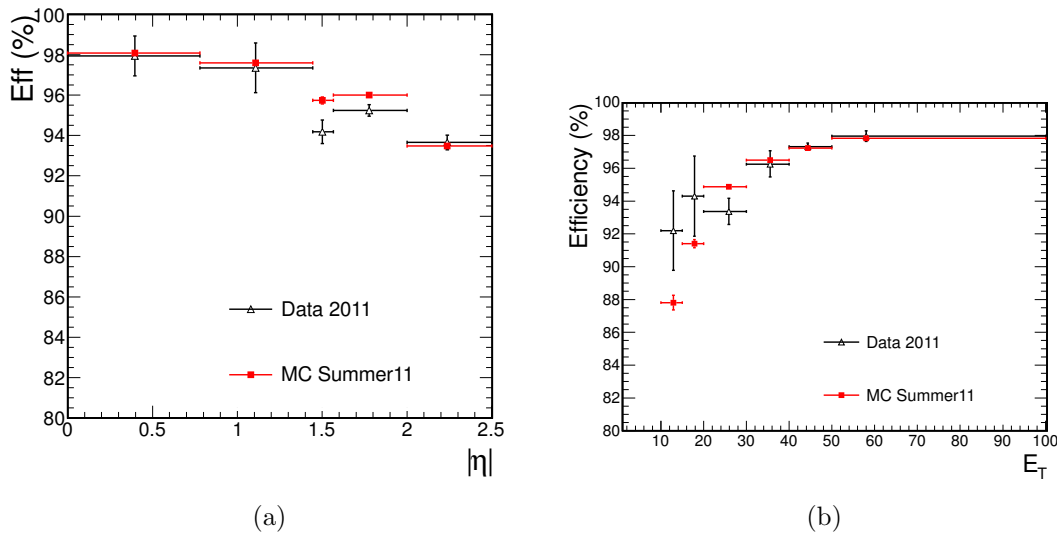 Eff (%)
100
98
96
94
92
90
88
86
84
82
80
0 0.5 1 1.5 2 2.5
|η|
Data 2011
MC Summer11
(a)
Efficiency (%)
100
98
96
94
92
90
88
86
84
82
80
10 20 30 40 50 60 70 80 90 100
E_T
Data 2011
MC Summer11
(b)